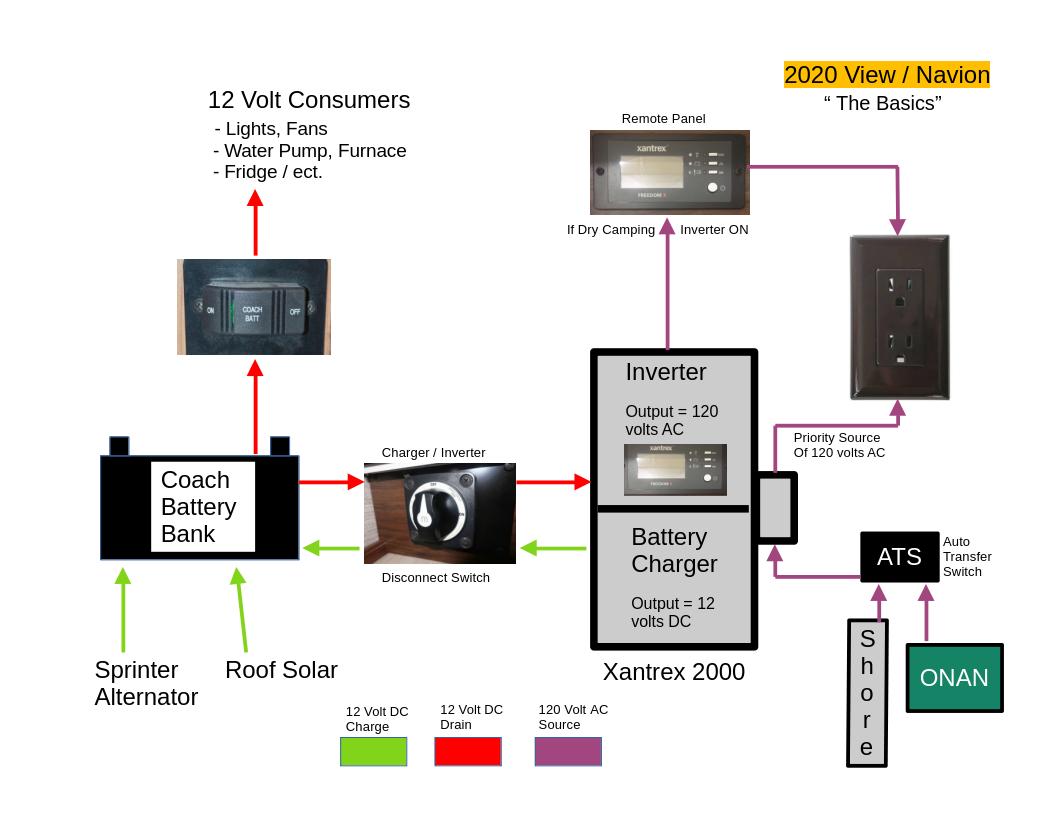 2020 View / Navion
“ The Basics”
12 Volt Consumers
- Lights, Fans
- Water Pump, Furnace
- Fridge / ect.
Remote Panel
xantrex
FREEDOM X
If Dry Camping
Inverter ON
ON
COACH
BATT
OFF
Inverter
Output = 120
volts AC
xantrex
FREEDOM X
Priority Source
Of 120 volts AC
Charger / Inverter
OFF
ON
Disconnect Switch
Coach
Battery
Bank
Battery
Charger
Output = 12
volts DC
Xantrex 2000
ATS
Auto
Transfer
Switch
Shore
ONAN
Sprinter
Alternator
Roof Solar
12 Volt DC
Charge
12 Volt DC
Drain
120 Volt AC
Source